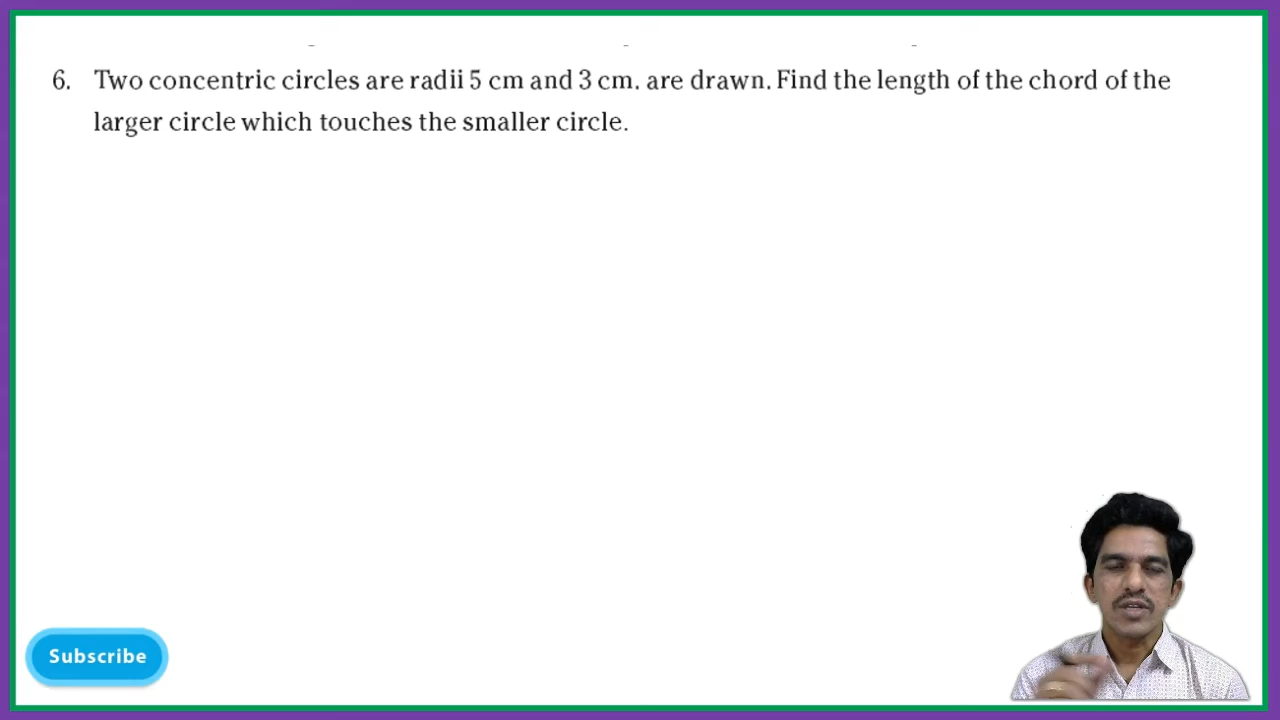 6. Two concentric circles are radii 5 cm and 3 cm. are drawn. Find the length of the chord of the
larger circle which touches the smaller circle.
Subscribe